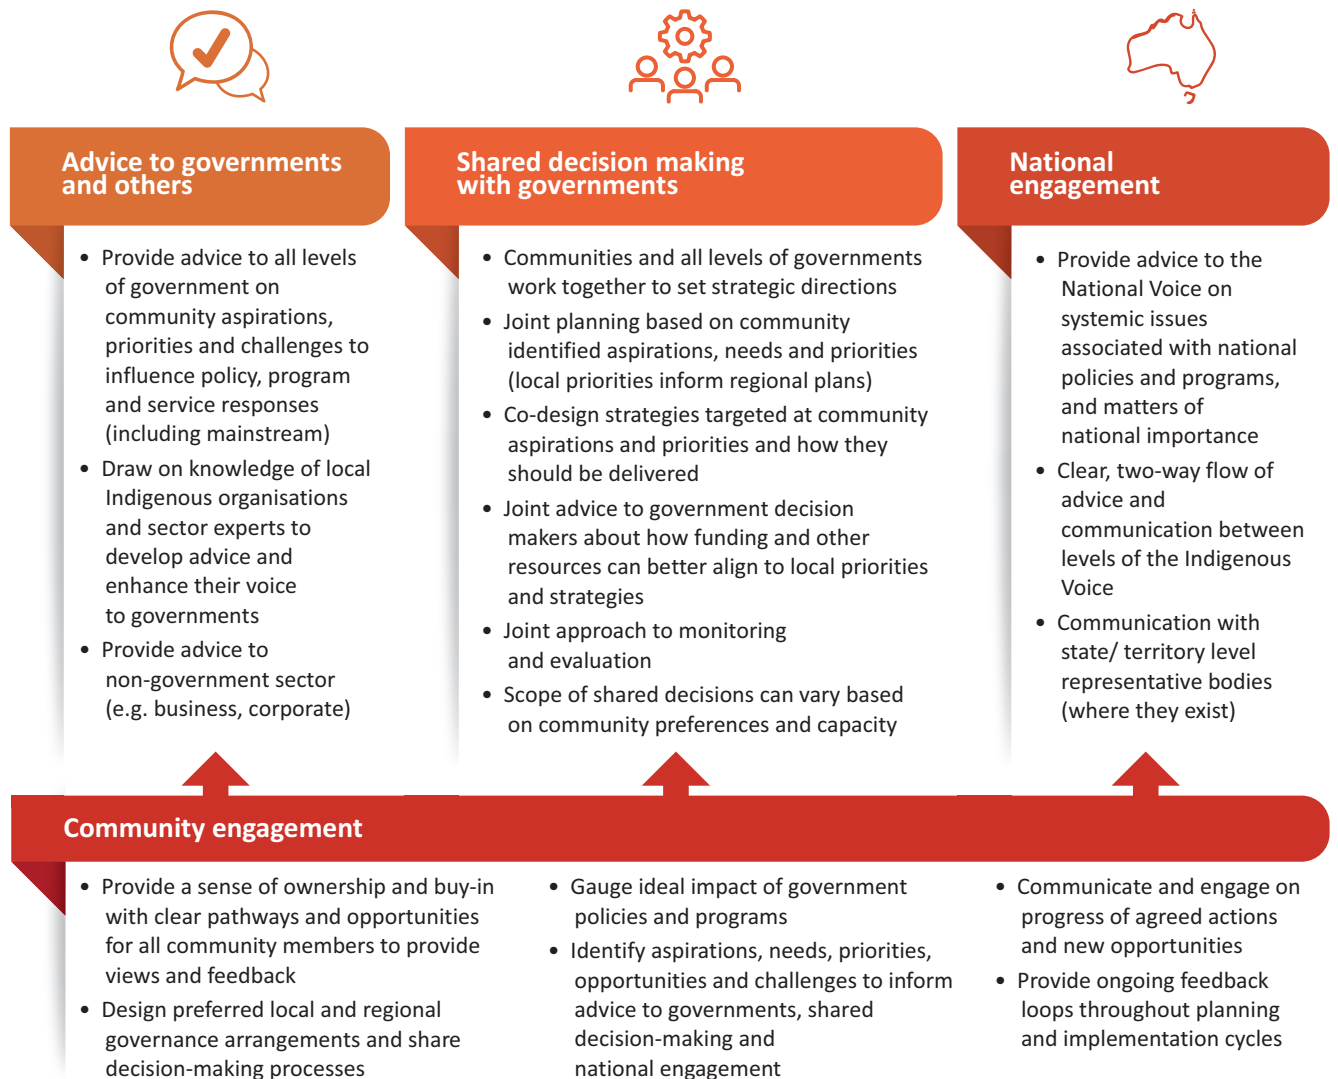 Advice to governments
and others
• Provide advice to all levels
of government on
community aspirations,
priorities and challenges to
influence policy, program
and service responses
(including mainstream)
• Draw on knowledge of local
Indigenous organisations
and sector experts to
develop advice and
enhance their voice
to governments
• Provide advice to
non-government sector
(e.g. business, corporate)
Shared decision making
with governments
• Communities and all levels of governments
work together to set strategic directions
• Joint planning based on community
identified aspirations, needs and priorities
(local priorities inform regional plans)
• Co-design strategies targeted at community
aspirations and priorities and how they
should be delivered
• Joint advice to government decision
makers about how funding and other
resources can better align to local priorities
and strategies
• Joint approach to monitoring
and evaluation
• Scope of shared decisions can vary based
on community preferences and capacity
National
engagement
• Provide advice to the
National Voice on
systemic issues
associated with national
policies and programs,
and matters of
national importance
• Clear, two-way flow of
advice and
communication between
levels of the Indigenous
Voice
• Communication with
state/ territory level
representative bodies
(where they exist)
Community engagement
• Provide a sense of ownership and buy-in
with clear pathways and opportunities
for all community members to provide
views and feedback
• Design preferred local and regional
governance arrangements and share
decision-making processes
• Gauge ideal impact of government
policies and programs
• Identify aspirations, needs, priorities,
opportunities and challenges to inform
advice to governments, shared
decision-making and
national engagement
• Communicate and engage on
progress of agreed actions
and new opportunities
• Provide ongoing feedback
loops throughout planning
and implementation cycles